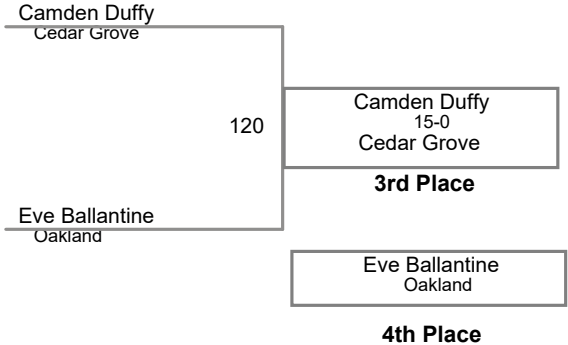 Camden Duffy
Cedar Grove
120
Camden Duffy
15-0
Cedar Grove
3rd Place
Eve Ballantine
Oakland
Eve Ballantine
Oakland
4th Place